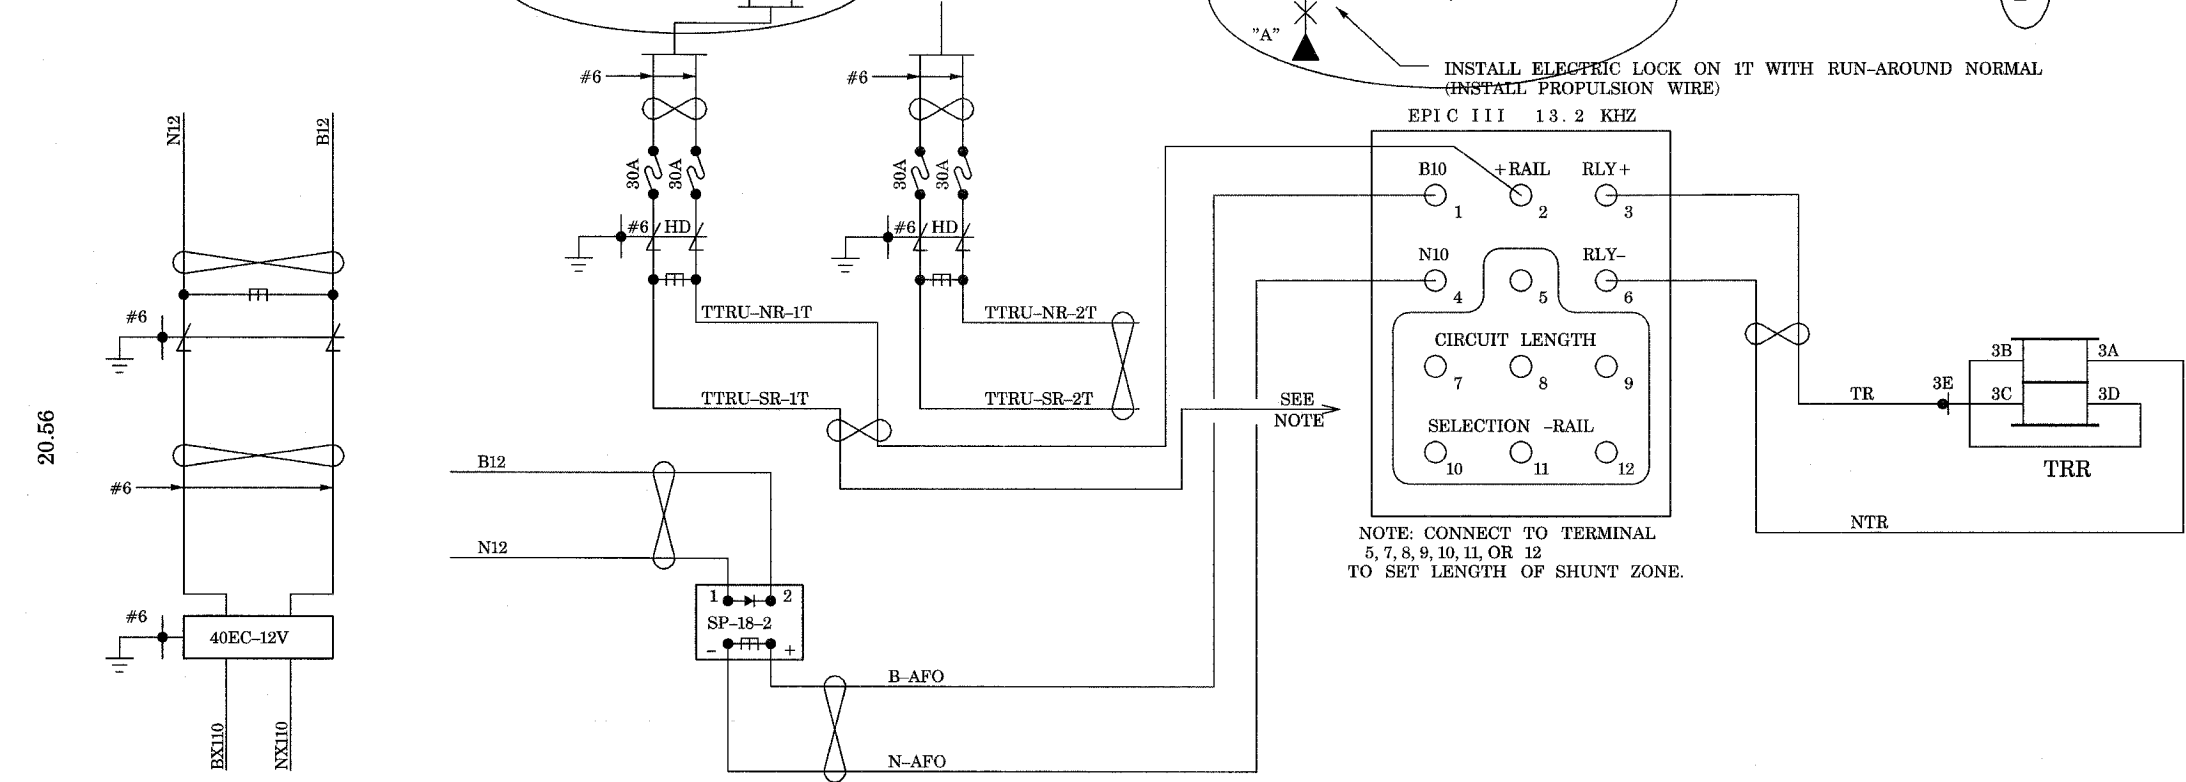 "A"
INSTALL ELECTRIC LOCK ON 1T WITH RUN-AROUND NORMAL
(INSTALL PROPULSION WIRE)
#6
#6
EPIC III 13.2 KHZ
N12
B12
30A
30A
30A
30A
B10
+RAIL
RLY+
1
2
3
#6
HD
#6
HD
N10
RLY-
4
5
6
TTRU-NR-1T
TTRU-NR-2T
#6
CIRCUIT LENGTH
7
8
9
3B
3A
TTRU-SR-1T
TTRU-SR-2T
SEE
NOTE
TR
3E
3C
3D
20.56
SELECTION -RAIL
10
11
12
TRR
B12
#6
NOTE: CONNECT TO TERMINAL
5, 7, 8, 9, 10, 11, OR 12
TO SET LENGTH OF SHUNT ZONE.
NTR
N12
1
2
SP-18-2
-
+
#6
40EC-12V
B-AFO
N-AFO
BX110
NX110